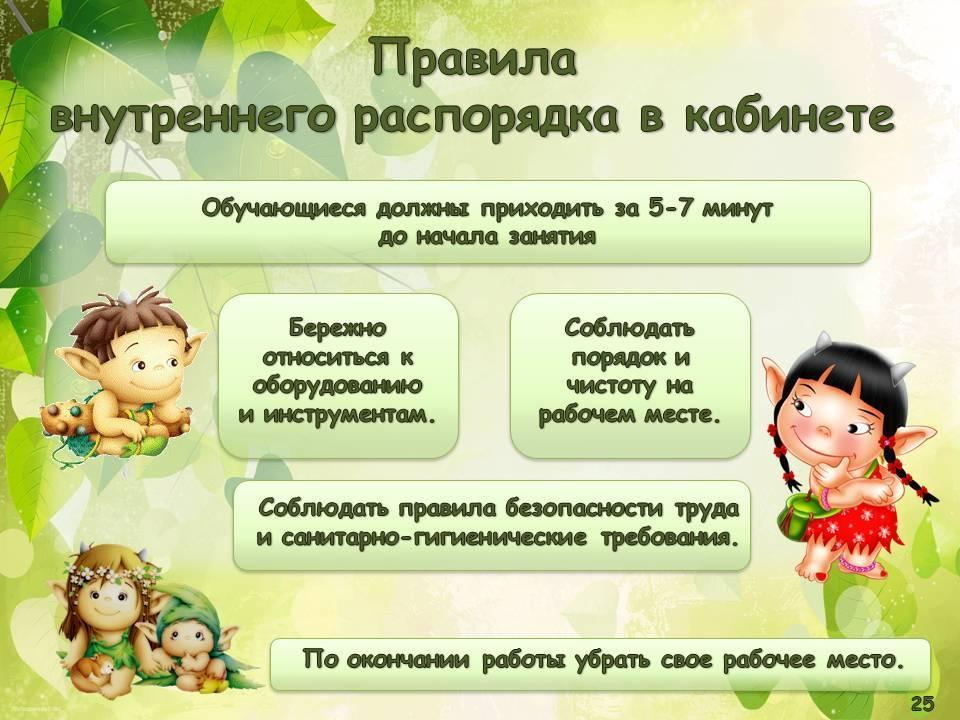 Правила
внутреннего распорядка в кабинете
Обучающиеся должны приходить за 5-7 минут
до начала занятия
Бережно
относиться к
оборудованию
и инструментам.
Соблюдать
порядок и
чистоту на
рабочем месте.
Соблюдать правила безопасности труда
и санитарно-гигиенические требования.
По окончании работы убрать свое рабочее место.
25